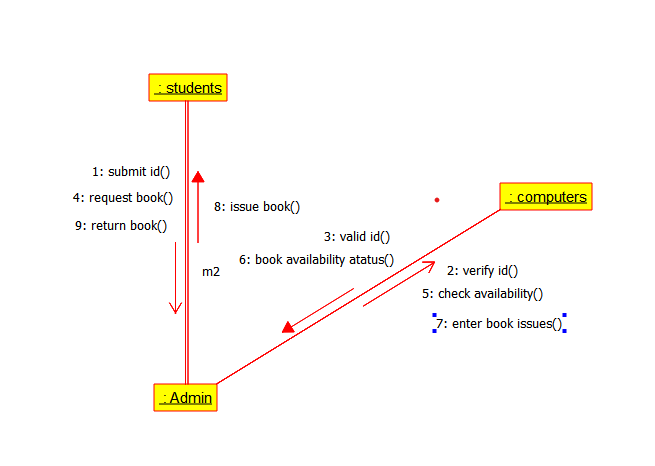 : students
1: submit id()
4: request book()
8: issue book()
9: return book()
: computers
3: valid id()
6: book availability atatus()
m2
2: verify id()
5: check availability()
7: enter book issues()
: Admin